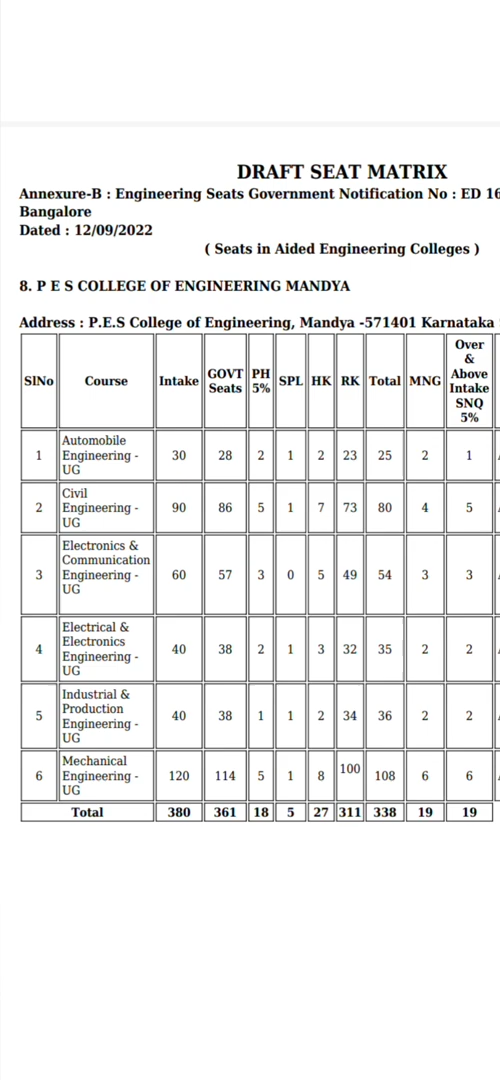 DRAFT SEAT MATRIX
Annexure-B : Engineering Seats Government Notification No : ED 16
Bangalore
Dated : 12/09/2022
( Seats in Aided Engineering Colleges )
8. P E S COLLEGE OF ENGINEERING MANDYA
Address : P.E.S College of Engineering, Mandya -571401 Karnataka
SlNo Course Intake GOVT Seats PH 5% SPL HK RK Total MNG Over & Above Intake SNQ 5%
1 Automobile Engineering - UG 30 28 2 1 2 23 25 2 1
2 Civil Engineering - UG 90 86 5 1 7 73 80 4 5
3 Electronics & Communication Engineering - UG 60 57 3 0 5 49 54 3 3
4 Electrical & Electronics Engineering - UG 40 38 2 1 3 32 35 2 2
5 Industrial & Production Engineering - UG 40 38 1 1 2 34 36 2 2
6 Mechanical Engineering - UG 120 114 5 1 8 100 108 6 6
Total 380 361 18 5 27 311 338 19 19